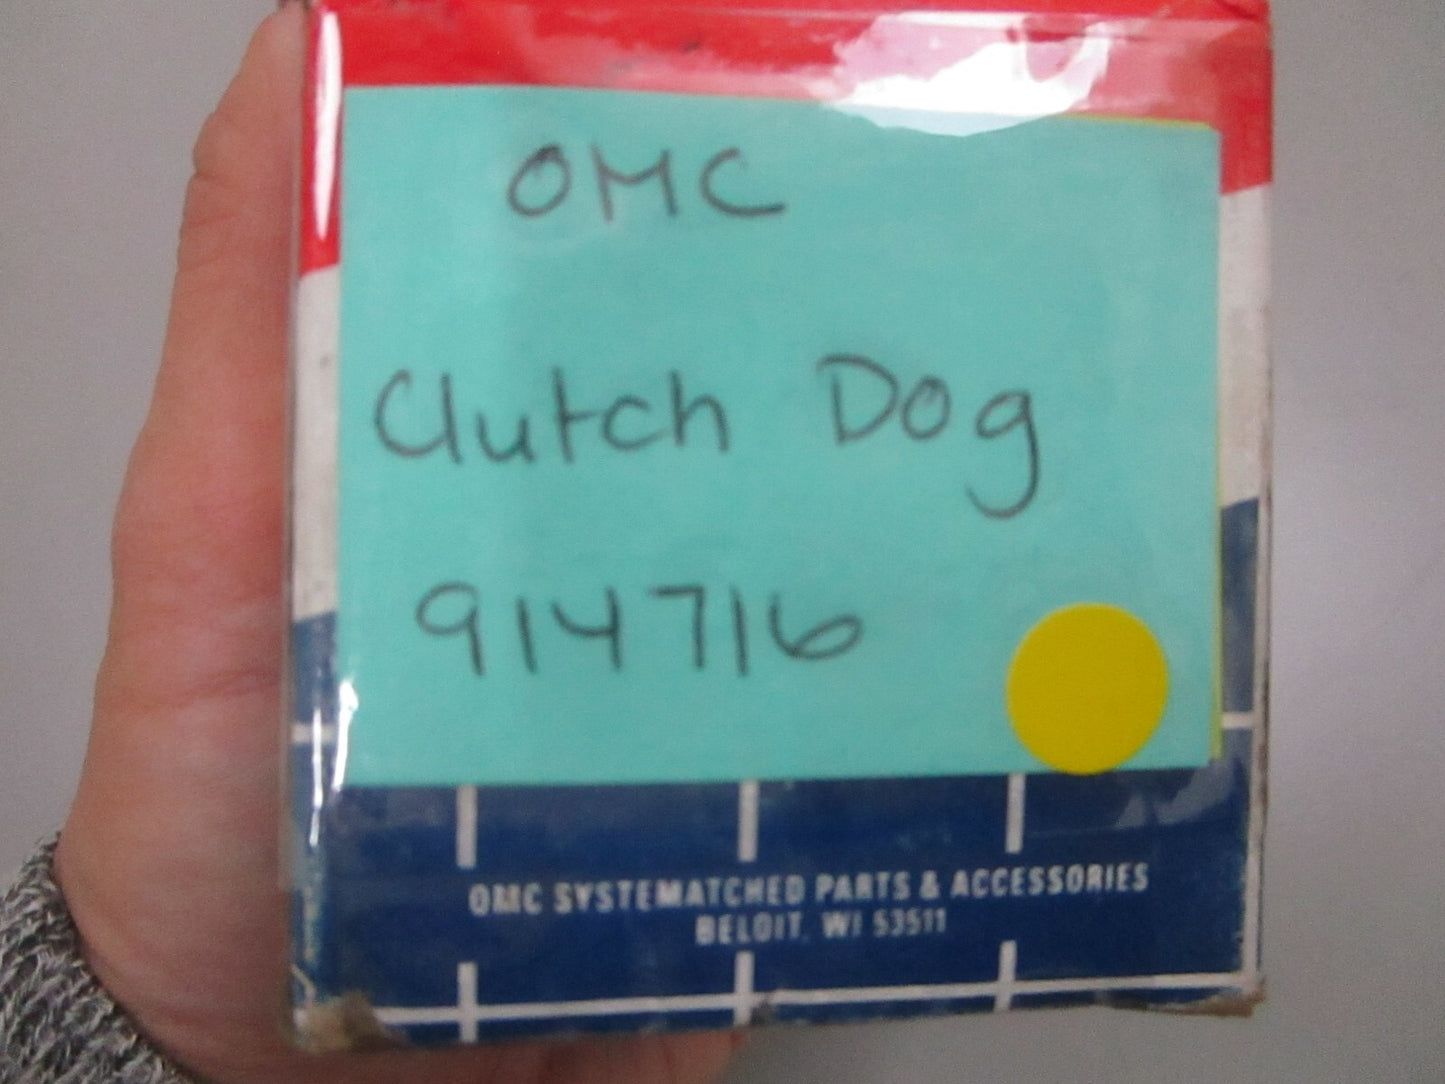 OMC
Clutch Dog
914716
OMC SYSTEMATCHED PARTS & ACCESSORIES
BELOIT, WI 53511